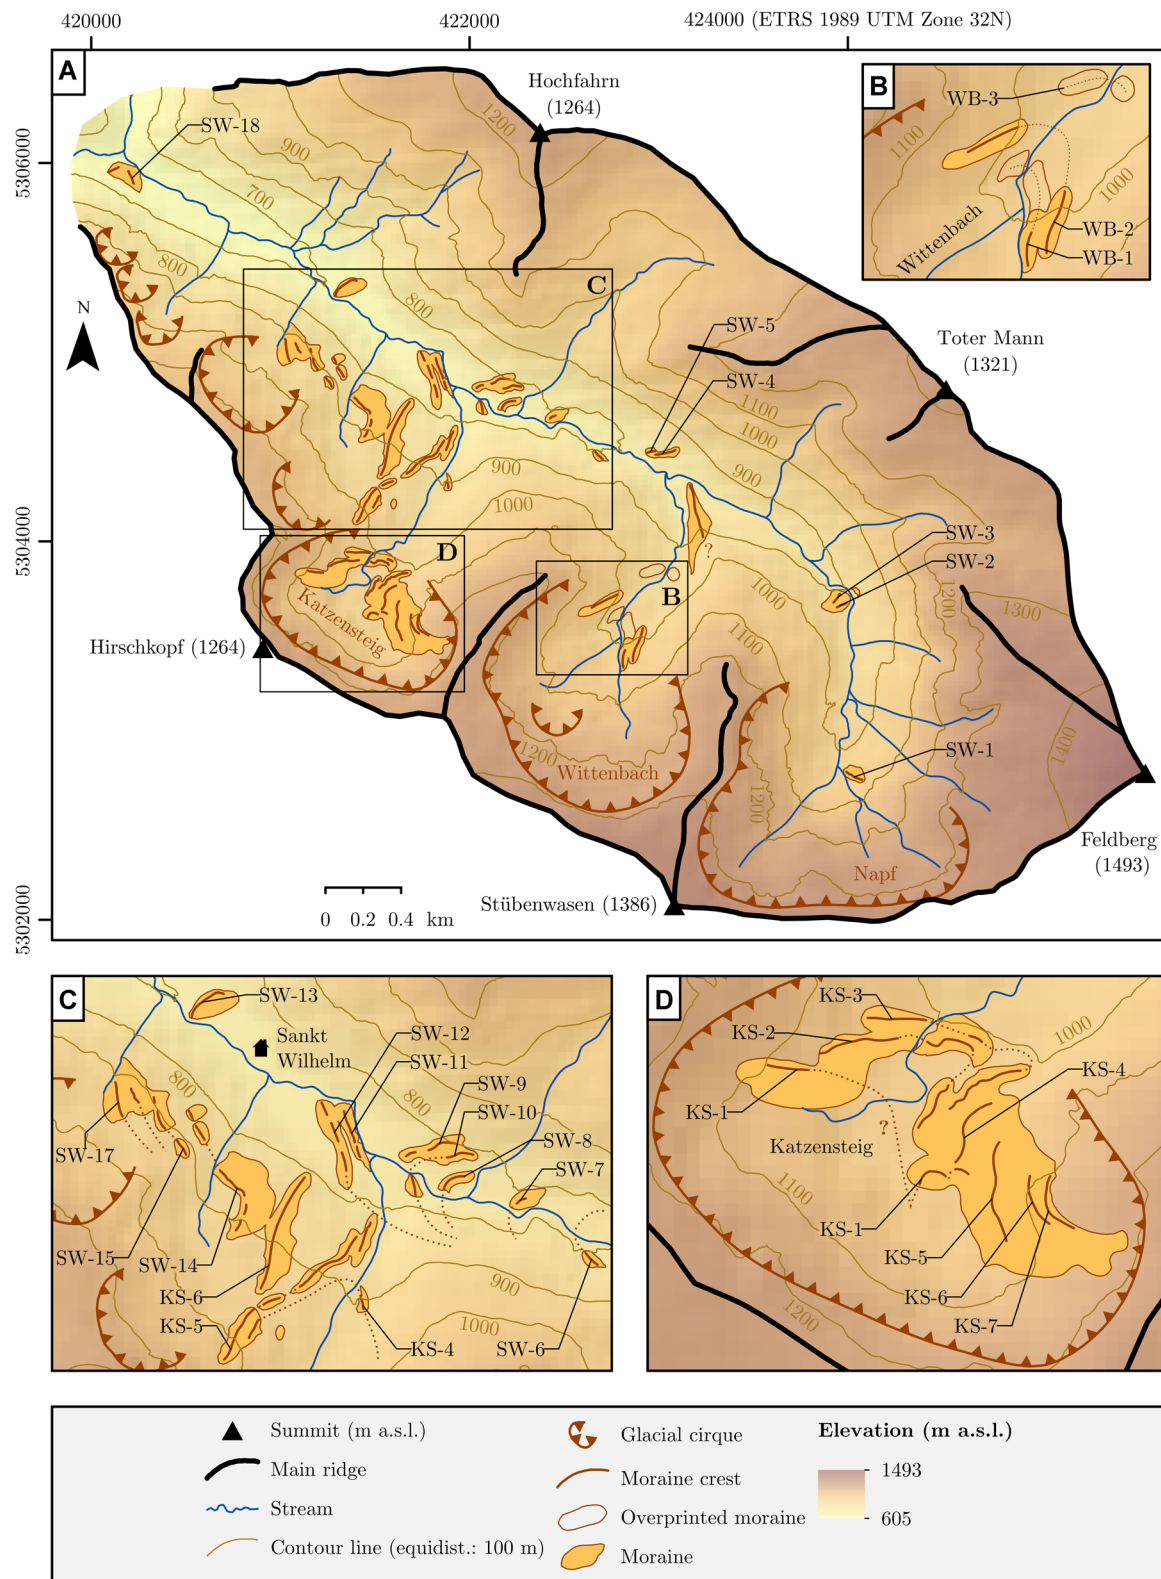 420000
422000
424000 (ETRS 1989 UTM Zone 32N)
A
Hochfahrn
(1264)
B
WB-3
1100
1000
Wittenbach
WB-2
WB-1
5306000
SW-18
1200
900
700
800
C
800
N
SW-5
SW-4
Toter Mann
(1321)
1100
1000
900
900
1000
10
5304000
D
?
SW-3
SW-2
Katzensteig
B
1000
1200
1300
Hirschkopf (1264)
1100
1200
Wittenbach
SW-1
1400
1200
Feldberg
(1493)
Napf
0 0.2 0.4 km
Stübenwasen (1386)
5302000
C
SW-13
Sankt
Wilhelm
SW-12
SW-11
800
800
SW-9
SW-10
SW-8
SW-7
SW-17
SW-15
SW-14
KS-6
KS-5
900
1000
KS-4
SW-6
D
KS-3
KS-2
1000
KS-4
KS-1
?
Katzensteig
1100
KS-1
KS-5
KS-6
KS-7
1200
Summit (m a.s.l.)
Main ridge
Stream
Contour line (equidist.: 100 m)
Glacial cirque
Moraine crest
Overprinted moraine
Moraine
Elevation (m a.s.l.)
1493
605